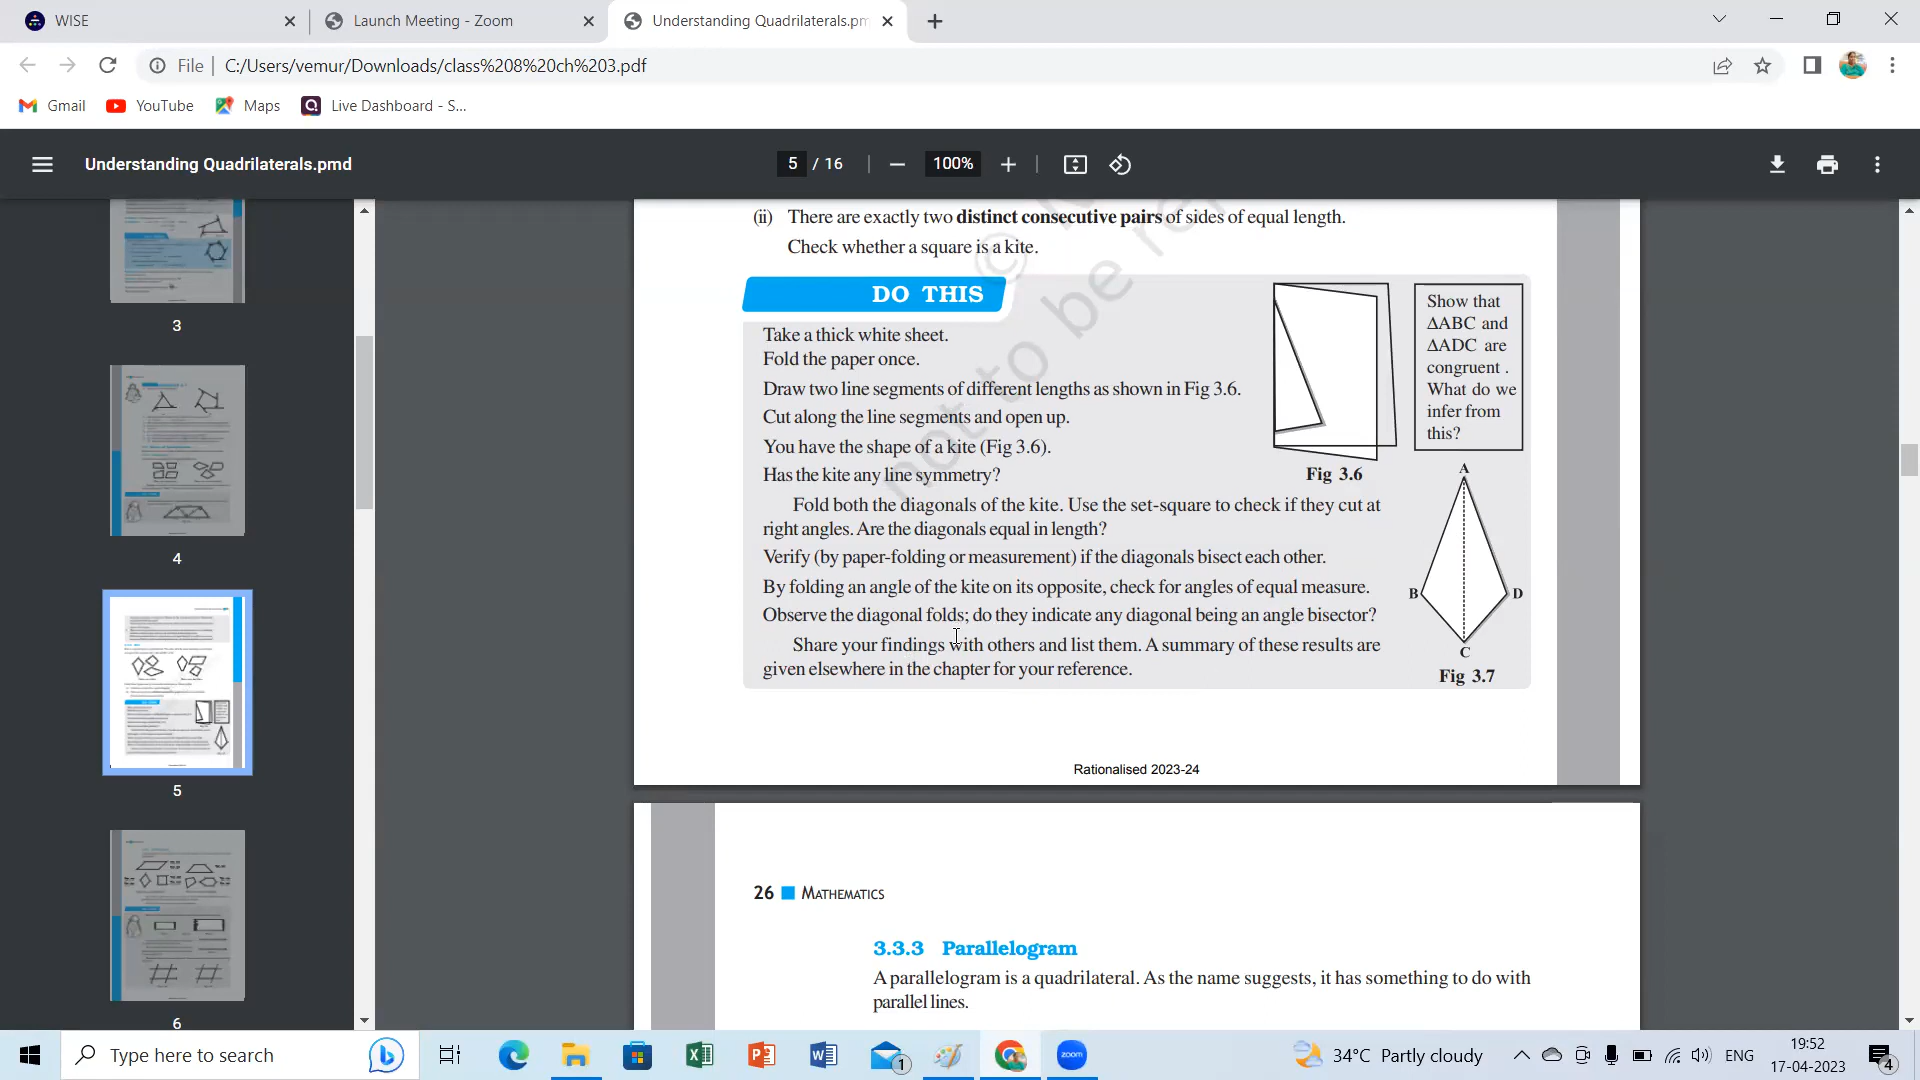 WISE
Launch Meeting - Zoom
Understanding Quadrilaterals.pm
File
C:/Users/vemur/Downloads/class%208%20ch%203.pdf
Gmail
YouTube
Maps
Live Dashboard - S...
Understanding Quadrilaterals.pmd
5 / 16
100%
3
4
5
6
(ii) There are exactly two distinct consecutive pairs of sides of equal length.
Check whether a square is a kite.
DO THIS
Take a thick white sheet.
Fold the paper once.
Draw two line segments of different lengths as shown in Fig 3.6.
Cut along the line segments and open up.
You have the shape of a kite (Fig 3.6).
Has the kite any line symmetry?
Fold both the diagonals of the kite. Use the set-square to check if they cut at
right angles. Are the diagonals equal in length?
Verify (by paper-folding or measurement) if the diagonals bisect each other.
By folding an angle of the kite on its opposite, check for angles of equal measure.
Observe the diagonal folds; do they indicate any diagonal being an angle bisector?
Share your findings with others and list them. A summary of these results are
given elsewhere in the chapter for your reference.
Fig 3.6
Show that
ΔABC and
ΔADC are
congruent .
What do we
infer from
this?
A
B
D
C
Fig 3.7
not to be re
©
Rationalised 2023-24
26 MATHEMATICS
3.3.3 Parallelogram
A parallelogram is a quadrilateral. As the name suggests, it has something to do with
parallel lines.
Type here to search
1
zoom
34°C Partly cloudy
ENG
19:52
17-04-2023
4